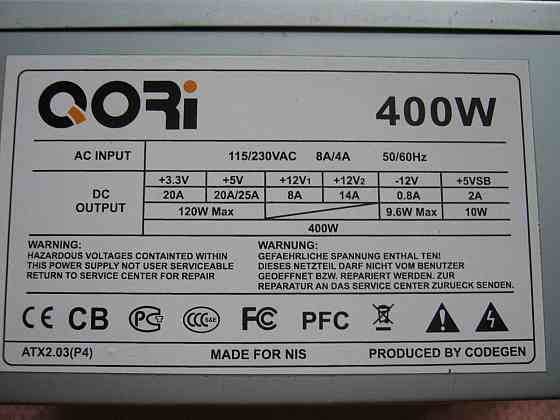 QORi 400W
AC INPUT 115/230VAC 8A/4A 50/60Hz
DC OUTPUT +3.3V +5V +12V1 +12V2 -12V +5VSB
20A 20A/25A 8A 14A 0.8A 2A
120W Max 9.6W Max 10W
400W
WARNING:
HAZARDOUS VOLTAGES CONTAINTED WITHIN
THIS POWER SUPPLY NOT USER SERVICEABLE
RETURN TO SERVICE CENTER FOR REPAIR
WARNUNG:
GEFAEHRLICHE SPANNUNG ENTHAL TEN!
DIESES NETZTEIL DARF NICHT VOM BENUTZER
GEOEFFNET BZW. REPARIERT WERDEN. ZUR
REPARATUR AN DAS SERVICE CENTER ZURUECK SENDEN.
CE CB PC CCC S&E FC PFC
ATX2.03(P4) MADE FOR NIS PRODUCED BY CODEGEN